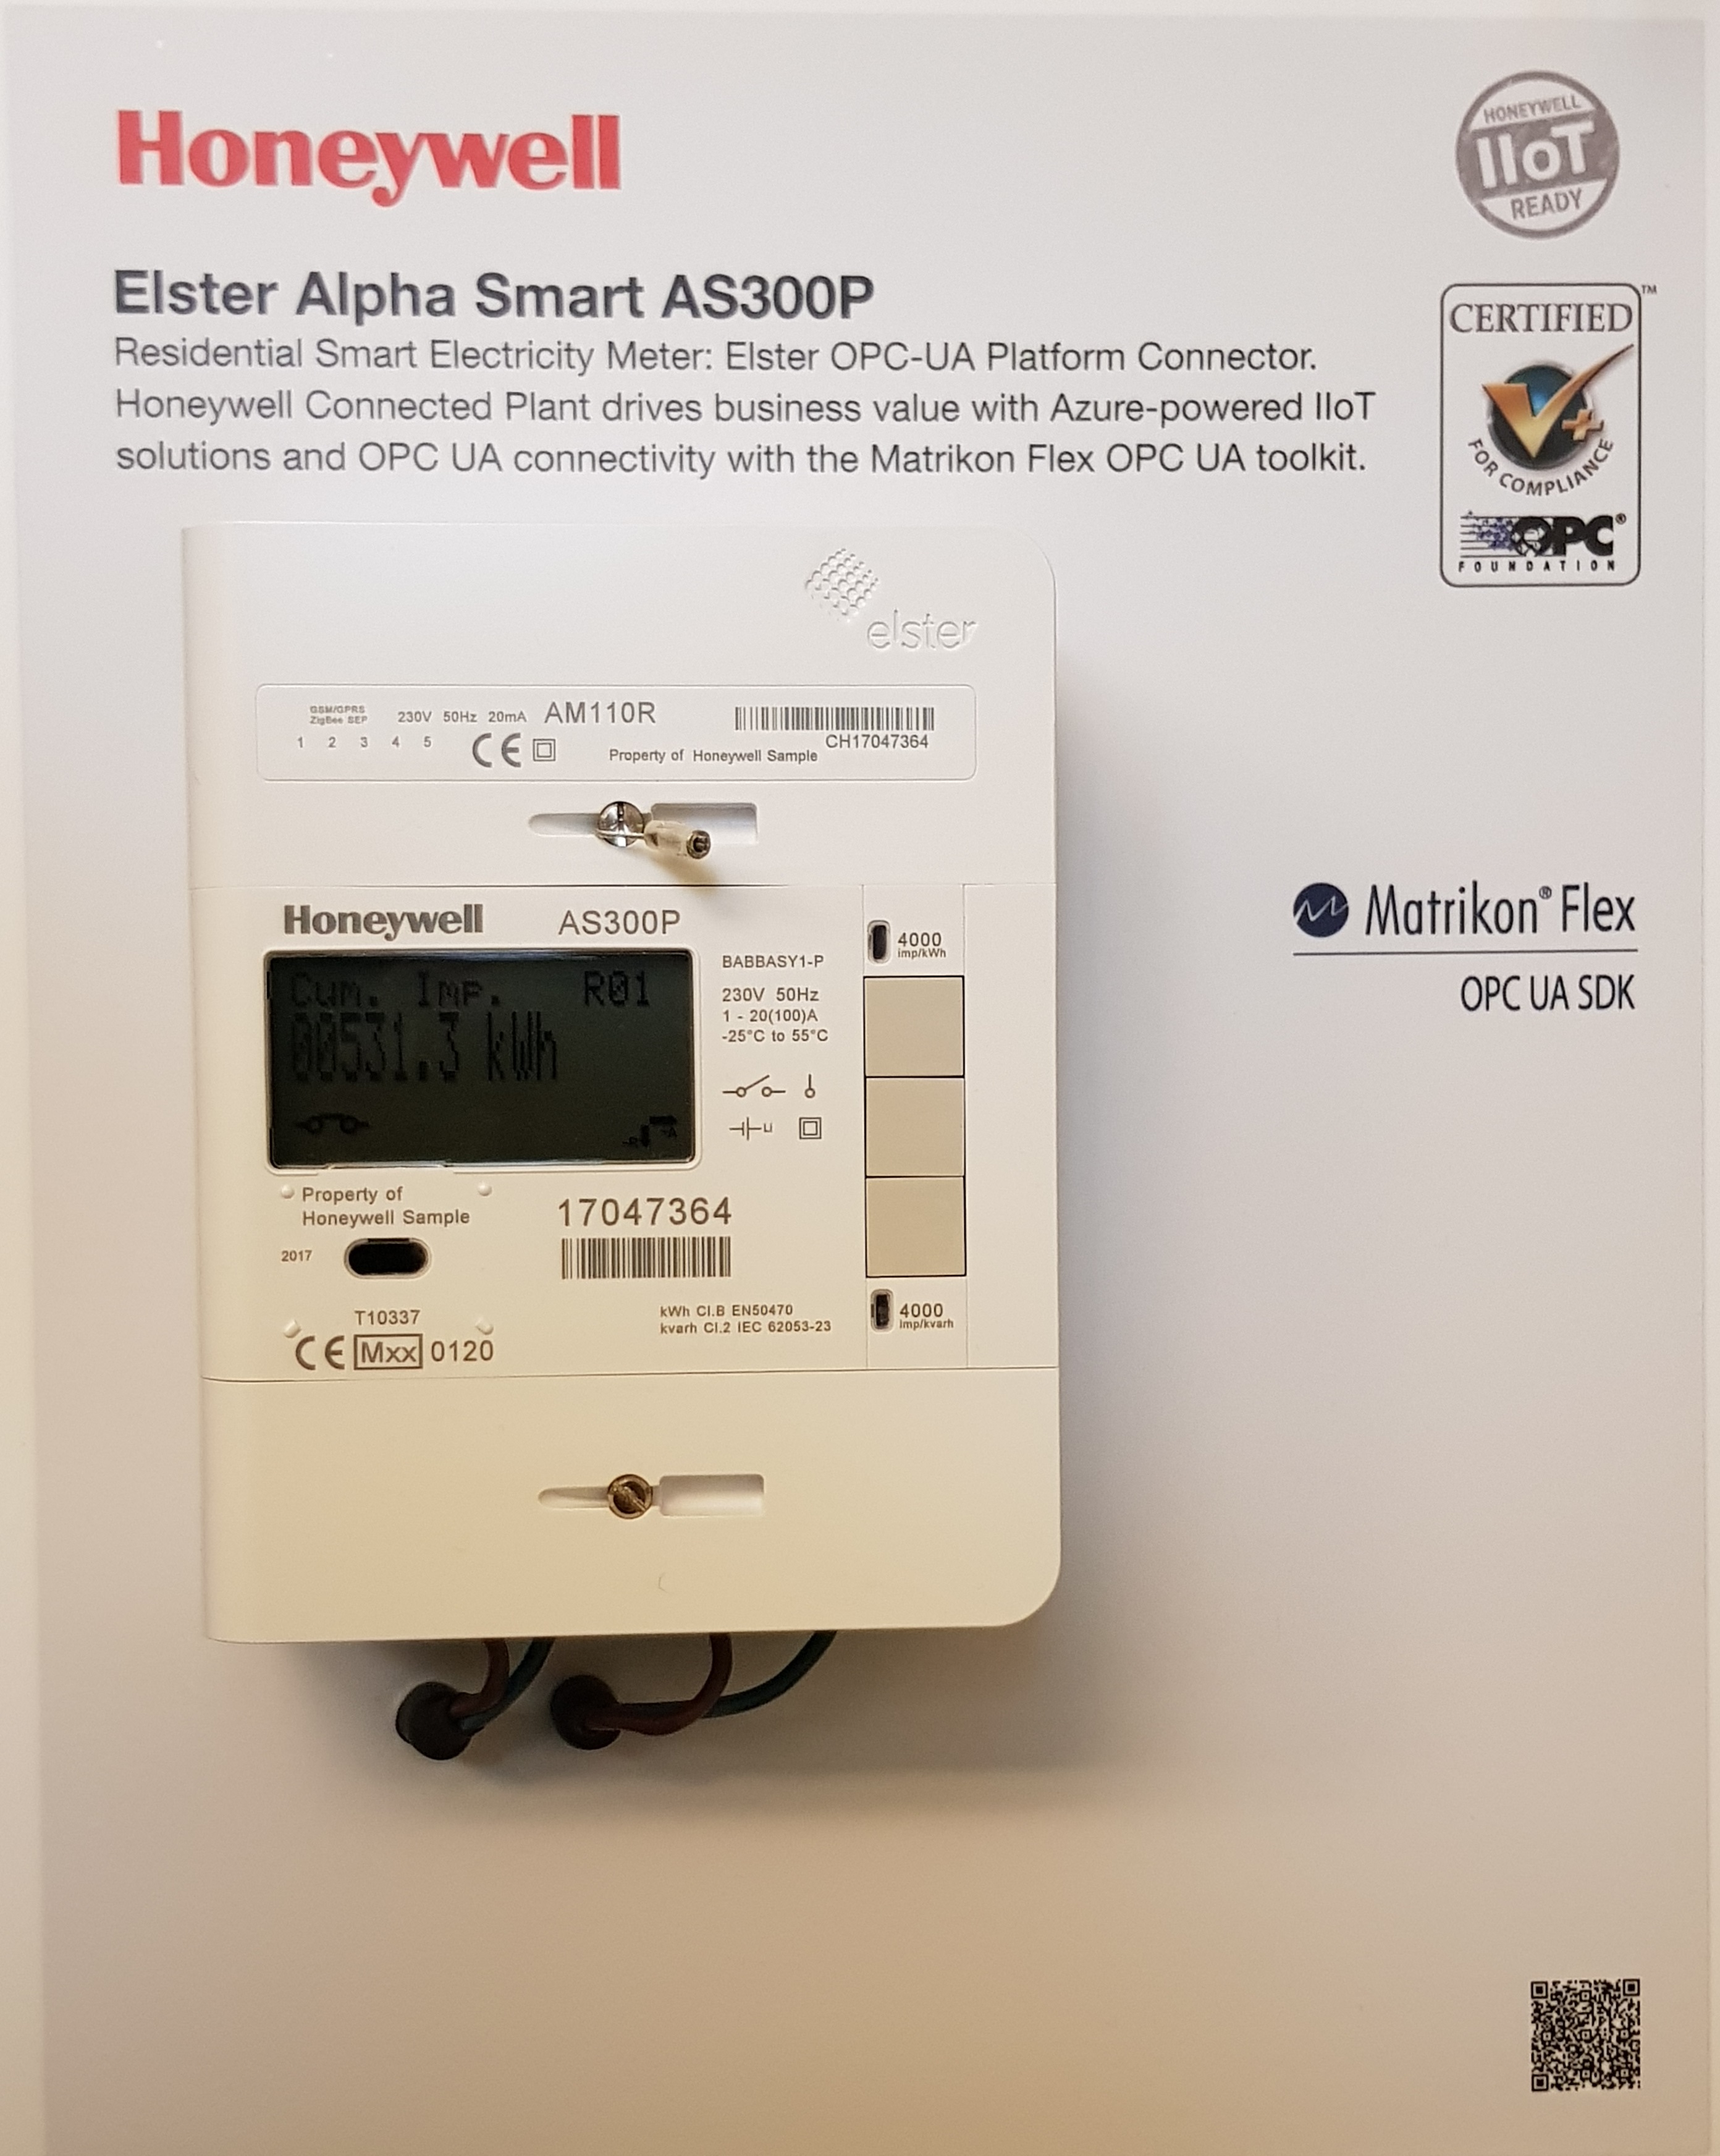 Honeywell
HONEYWELL
IIoT
READY
Elster Alpha Smart AS300P
Residential Smart Electricity Meter: Elster OPC-UA Platform Connector.
Honeywell Connected Plant drives business value with Azure-powered IIoT
solutions and OPC UA connectivity with the Matrikon Flex OPC UA toolkit.
CERTIFIED™
V+
FOR COMPLIANCE
OPC®
FOUNDATION
elster
GSM/GPRS
ZigBee SEP
230V 50Hz 20mA AM110R
1 2 3 4 5
CE
Property of Honeywell Sample
CH17047364
Honeywell AS300P
Cum. Imp. R01
00531.3 kWh
-R +A
BABBASY1-P
230V 50Hz
1 - 20(100)A
-25°C to 55°C
LI
4000
imp/kWh
Property of
Honeywell Sample
2017
17047364
T10337
CE Mxx 0120
kWh Cl.B EN50470
kvarh Cl.2 IEC 62053-23
4000
imp/kvarh
Matrikon® Flex
OPC UA SDK